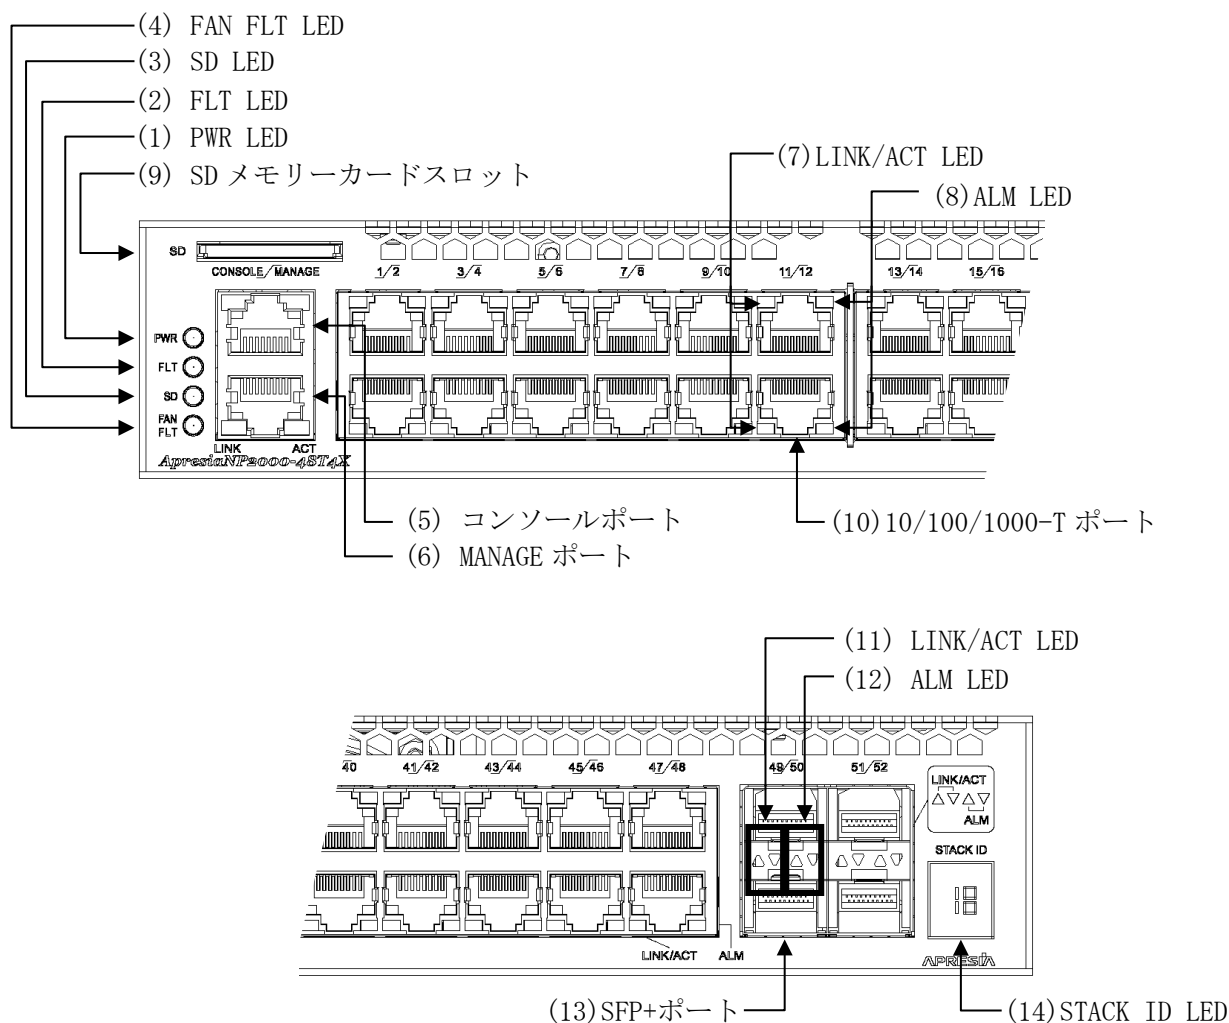 (4) FAN FLT LED
(3) SD LED
(2) FLT LED
(1) PWR LED
(9) SD メモリーカードスロット
(7)LINK/ACT LED
(8)ALM LED
SD
CONSOLE/MANAGE
1/2
3/4
5/6
7/8
9/10
11/12
13/14
15/16
PWR
FLT
SD
FAN
FLT
LINK
ACT
ApresiaNP2000-48T4X
(5) コンソールポート
(6) MANAGE ポート
(10)10/100/1000-T ポート
(11) LINK/ACT LED
(12) ALM LED
40
41/42
43/44
45/46
47/48
49/50
51/52
LINK/ACT
ALM
STACK ID
LINK/ACT
ALM
APRESIA
(13)SFP+ポート
(14)STACK ID LED